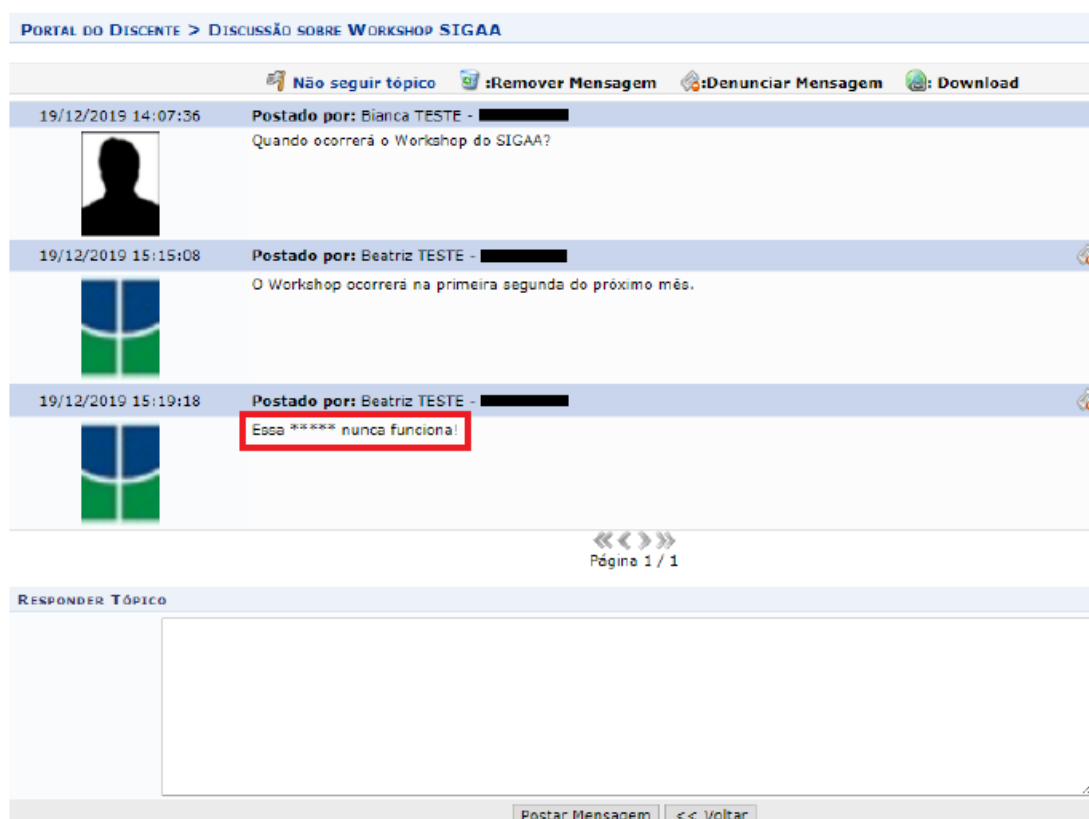 PORTAL DO DISCENTE > DISCUSSÃO SOBRE WORKSHOP SIGAA
Não seguir tópico :Remover Mensagem :Denunciar Mensagem : Download
19/12/2019 14:07:36 Postado por: Bianca TESTE -
Quando ocorrerá o Workshop do SIGAA?
19/12/2019 15:15:08 Postado por: Beatriz TESTE -
O Workshop ocorrerá na primeira segunda do próximo mês.
19/12/2019 15:19:18 Postado por: Beatriz TESTE -
Essa ***** nunca funciona!
Página 1 / 1
RESPONDER TÓPICO
Postar Mensagem << Voltar